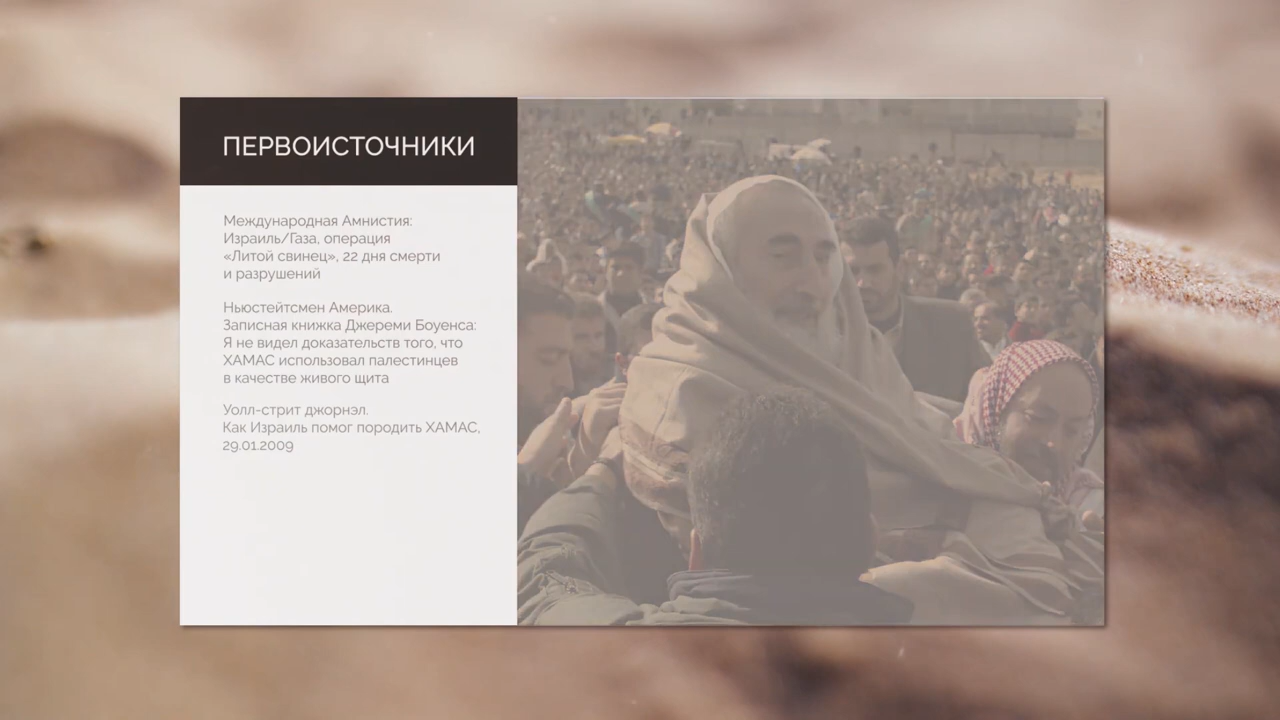 ПЕРВОИСТОЧНИКИ
Международная Амнистия:
Израиль/Газа, операция
«Литой свинец», 22 дня смерти
и разрушений
Ньюстейтсмен Америка.
Записная книжка Джереми Боуенса:
Я не видел доказательств того, что
ХАМАС использовал палестинцев
в качестве живого щита
Уолл-стрит джорнэл.
Как Израиль помог породить ХАМАС,
29.01.2009